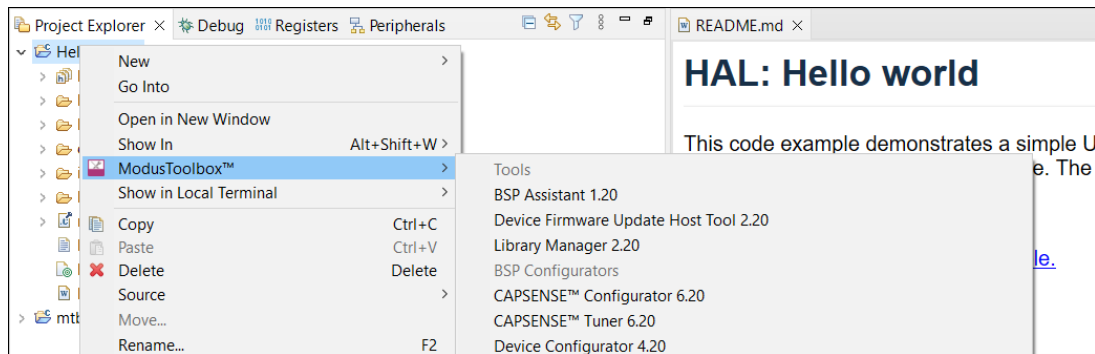 Project Explorer
Debug
Registers
Peripherals
README.md
Hel
New
Go Into
Open in New Window
Show In Alt+Shift+W
ModusToolbox™
Show in Local Terminal
Copy Ctrl+C
Paste Ctrl+V
Delete Delete
Source
Move...
Rename... F2
mtb
Tools
BSP Assistant 1.20
Device Firmware Update Host Tool 2.20
Library Manager 2.20
BSP Configurators
CAPSENSE™ Configurator 6.20
CAPSENSE™ Tuner 6.20
Device Configurator 4.20
HAL: Hello world
This code example demonstrates a simple U
e. The
le.